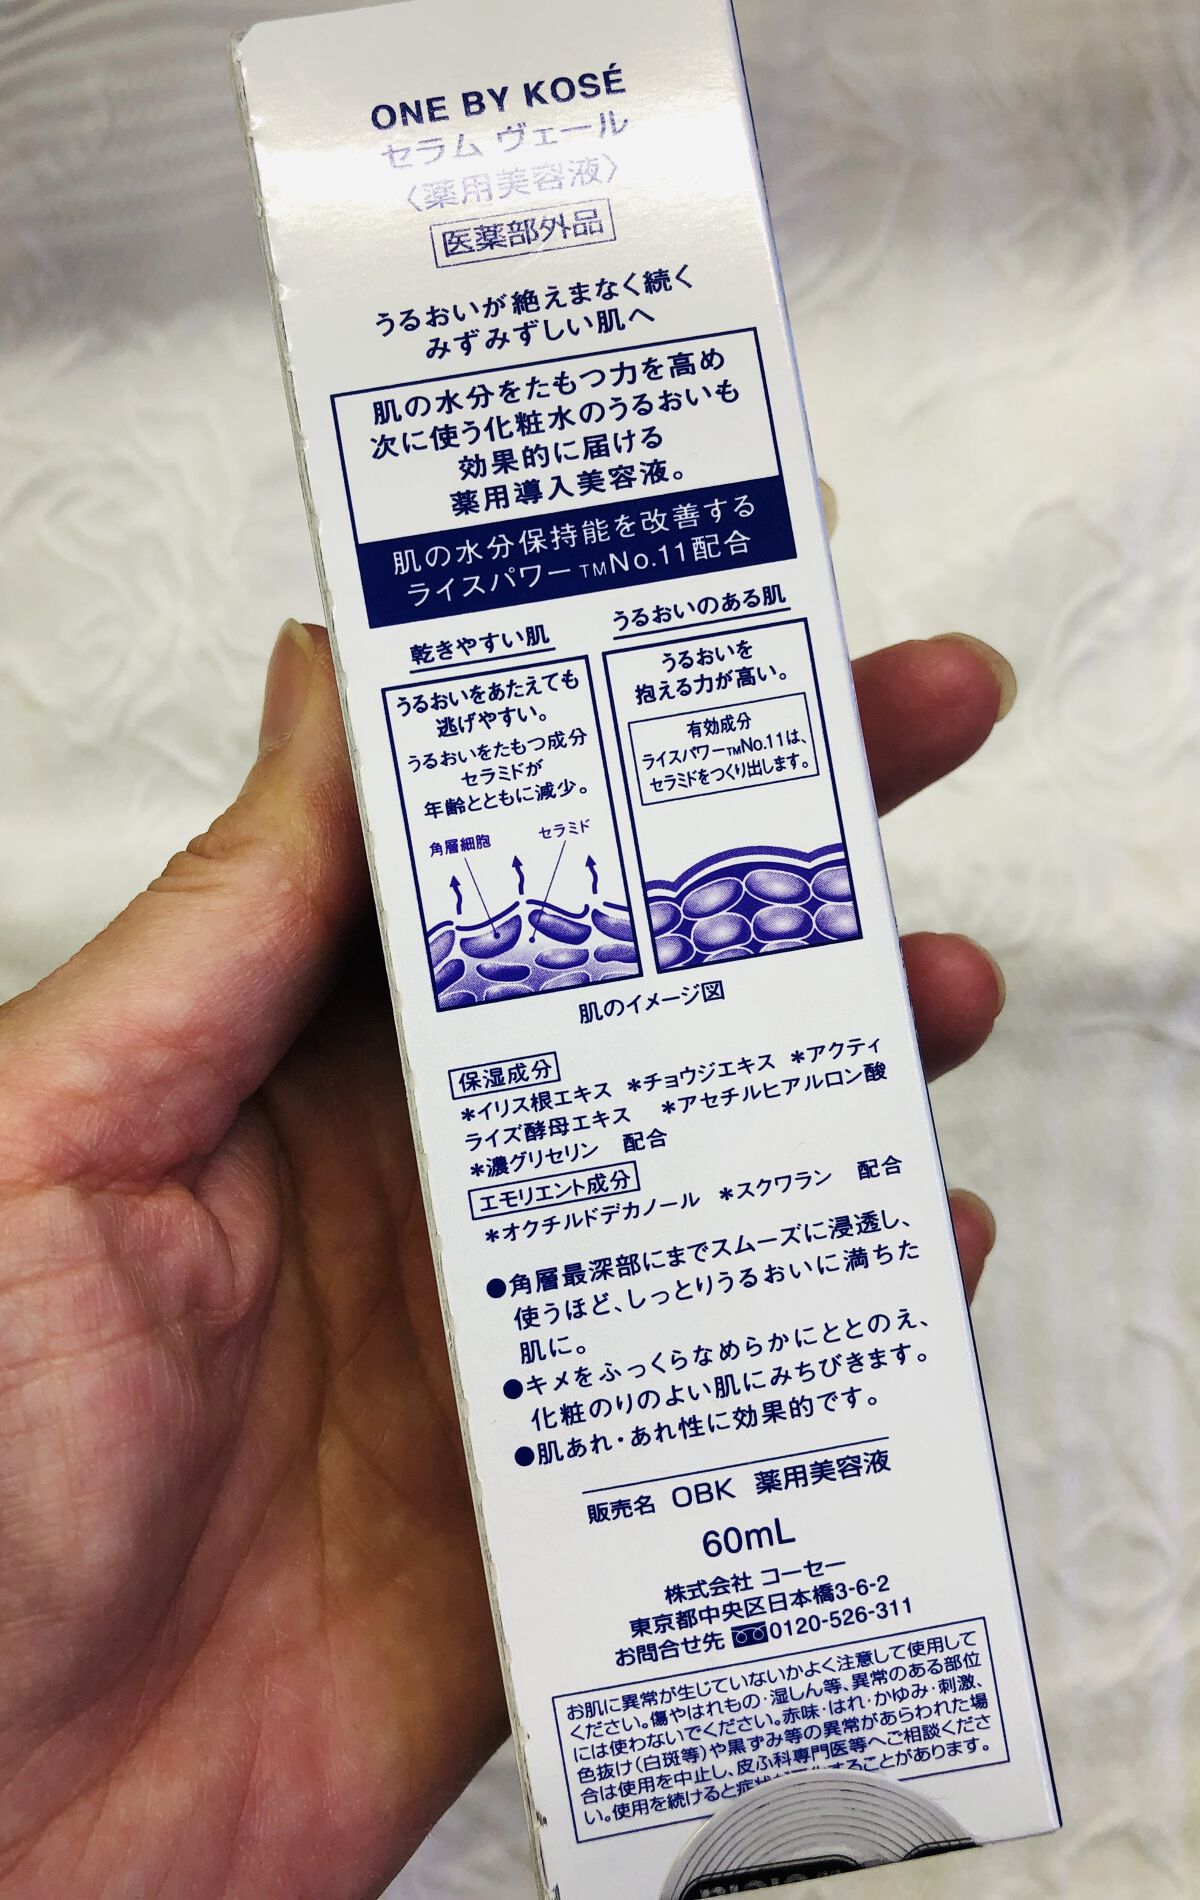 ONE BY KOSÉ
セラム ヴェール
〈薬用美容液〉
医薬部外品
うるおいが絶えまなく続く
みずみずしい肌へ
肌の水分をたもつ力を高め
次に使う化粧水のうるおいも
効果的に届ける
薬用導入美容液。
肌の水分保持能を改善する
ライスパワーTMNo.11配合
乾きやすい肌
うるおいをあたえても
逃げやすい。
うるおいをたもつ成分
セラミドが
年齢とともに減少。
角層細胞
セラミド
うるおいのある肌
うるおいを
抱える力が高い。
有効成分
ライスパワーTMNo.11は、
セラミドをつくり出します。
肌のイメージ図
保湿成分
*イリス根エキス *チョウジエキス *アクティ
ライズ酵母エキス *アセチルヒアルロン酸
*濃グリセリン 配合
エモリエント成分
*オクチルドデカノール *スクワラン 配合
●角層最深部にまでスムーズに浸透し、
使うほど、しっとりうるおいに満ちた
肌に。
●キメをふっくらなめらかにととのえ、
化粧のりのよい肌にみちびきます。
●肌あれ・あれ性に効果的です。
販売名 OBK 薬用美容液
60mL
株式会社 コーセー
東京都中央区日本橋3-6-2
お問合せ先 0120-526-311
お肌に異常が生じていないかよく注意して使用して
ください。傷やはれもの・湿しん等、異常のある部位
には使わないでください。赤味・はれ・かゆみ・刺激、
色抜け(白斑等)や黒ずみ等の異常があらわれた場
合は使用を中止し、皮ふ科専門医等へご相談くださ
い。使用を続けると症状がすることがあります。